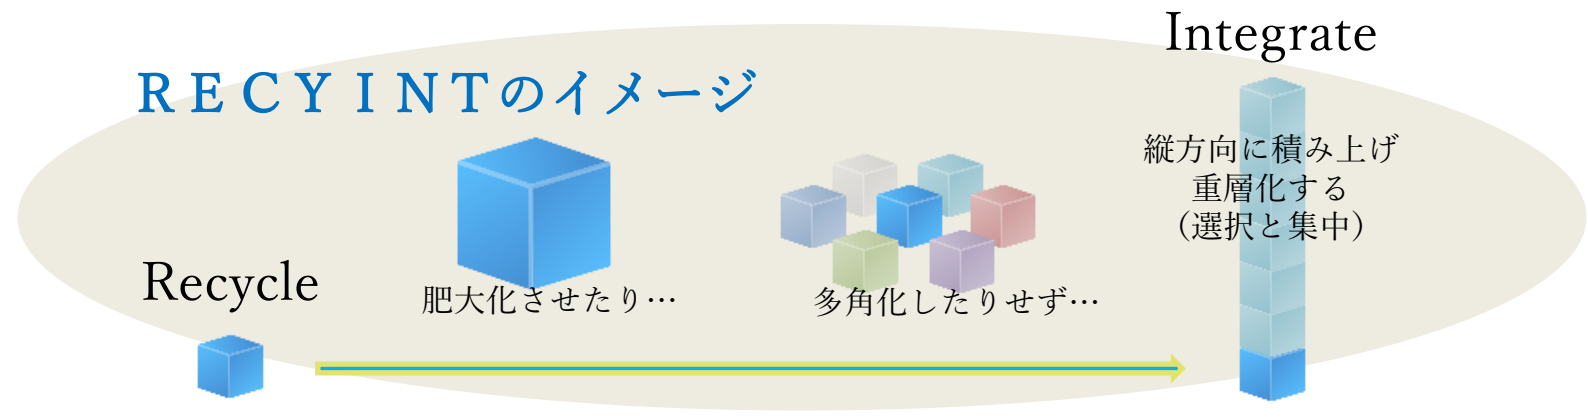 ＲＥＣＹＩＮＴのイメージ
Recycle
肥大化させたり…
多角化したりせず…
Integrate
縦方向に積み上げ
重層化する
（選択と集中）